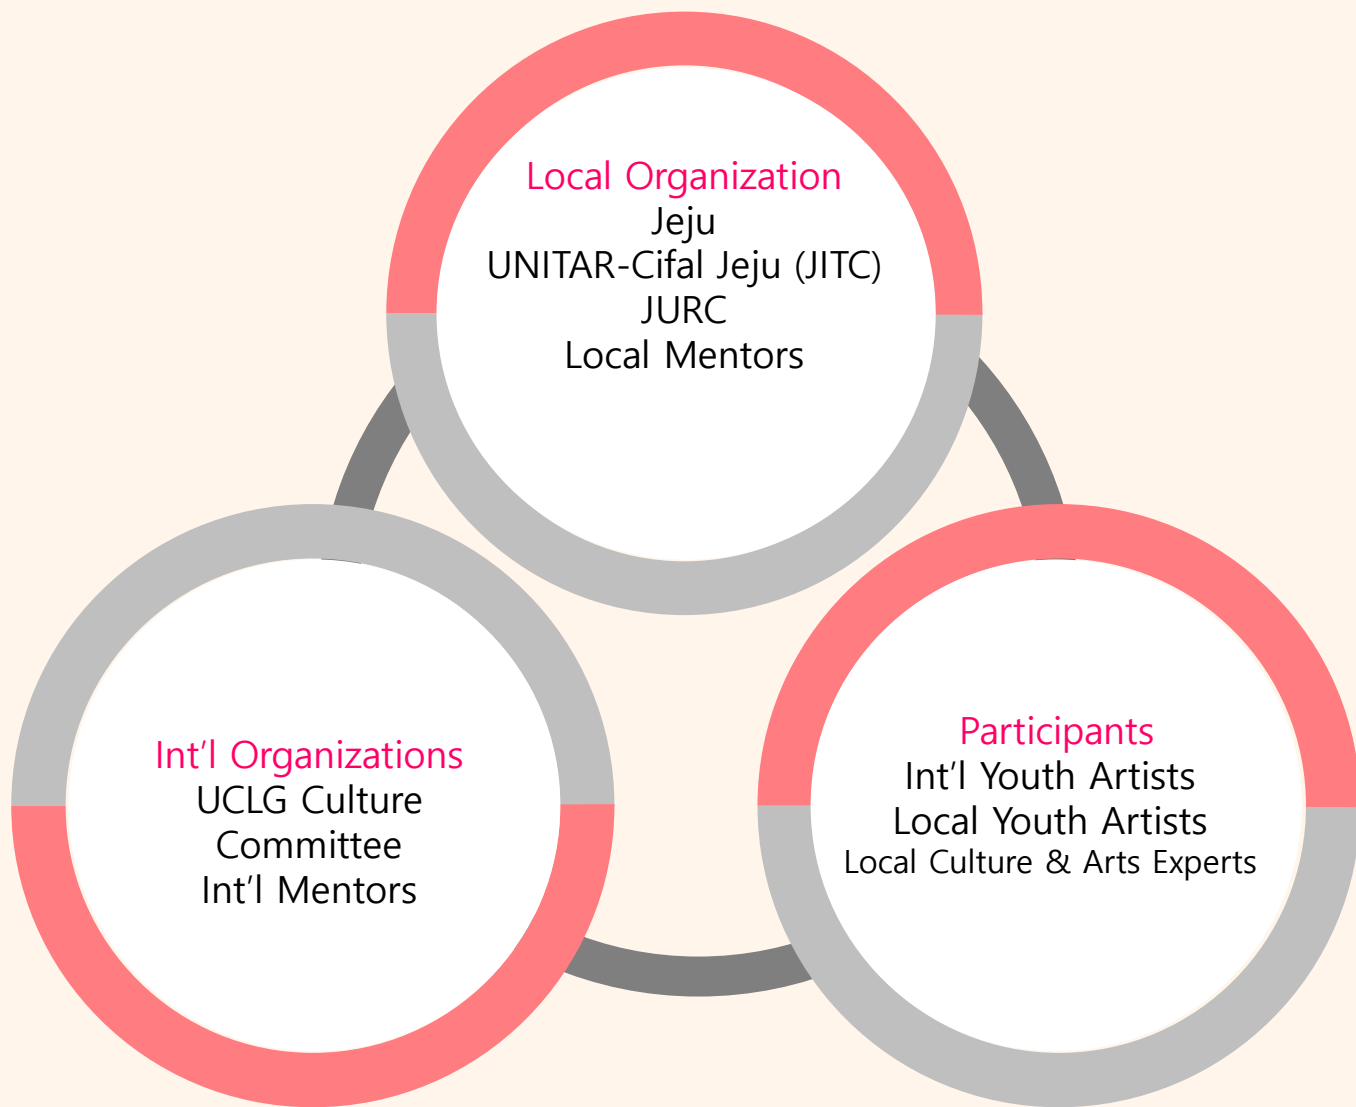 Local Organization
Jeju
UNITAR-Cifal Jeju (JITC)
JURC
Local Mentors
Int’l Organizations
UCLG Culture
Committee
Int’l Mentors
Participants
Int’l Youth Artists
Local Youth Artists
Local Culture & Arts Experts